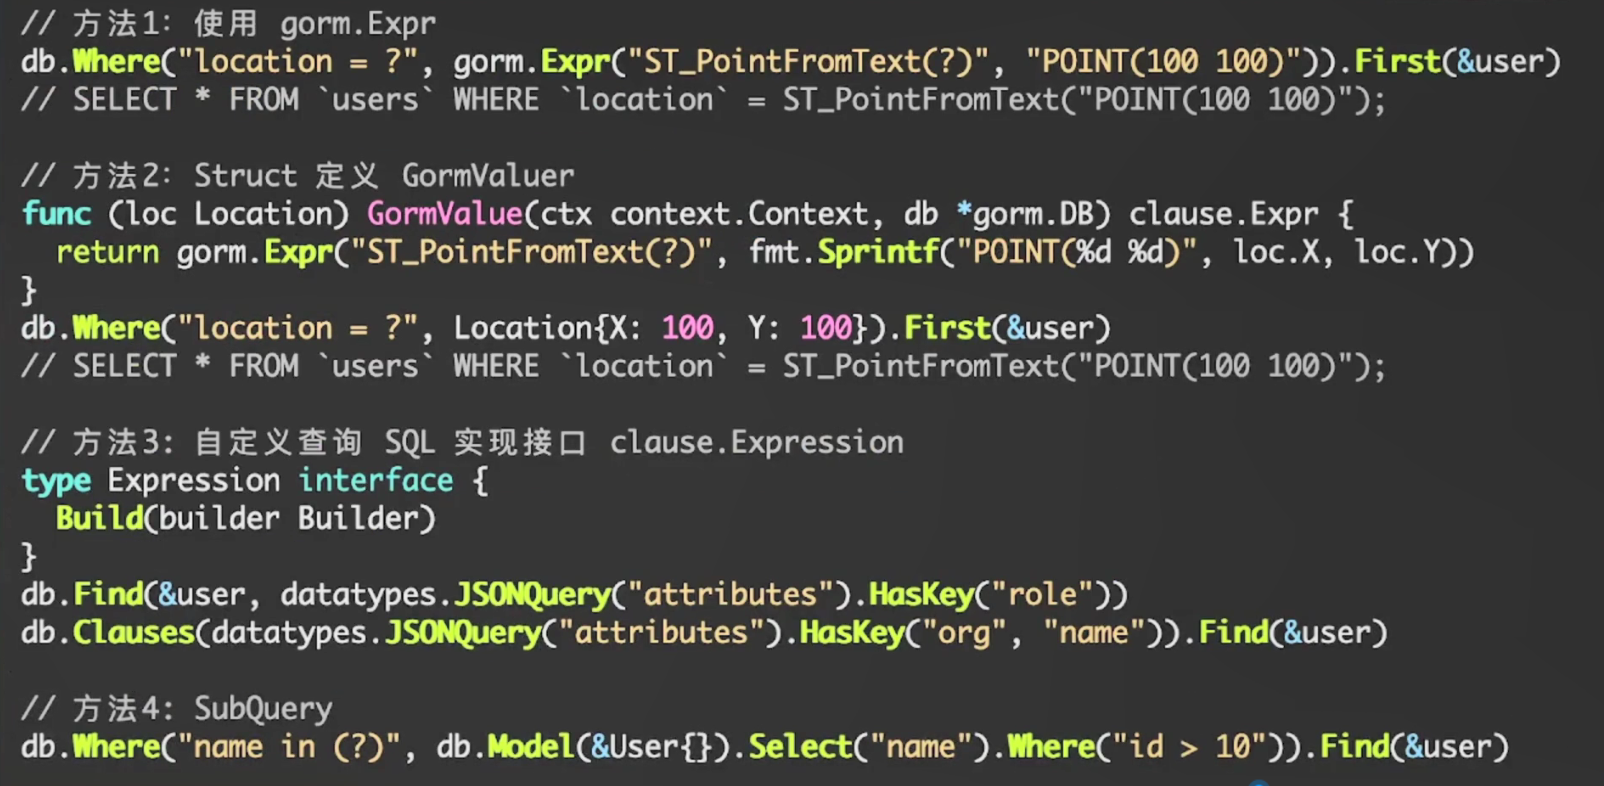 // 方法1：使用 gorm.Expr
db.Where("location = ?", gorm.Expr("ST_PointFromText(?)", "POINT(100 100)")).First(&user)
// SELECT * FROM `users` WHERE `location` = ST_PointFromText("POINT(100 100)");
// 方法2：Struct 定义 GormValuer
func (loc Location) GormValue(ctx context.Context, db *gorm.DB) clause.Expr {
  return gorm.Expr("ST_PointFromText(?)", fmt.Sprintf("POINT(%d %d)", loc.X, loc.Y))
}
db.Where("location = ?", Location{X: 100, Y: 100}).First(&user)
// SELECT * FROM `users` WHERE `location` = ST_PointFromText("POINT(100 100)");
// 方法3：自定义查询 SQL 实现接口 clause.Expression
type Expression interface {
  Build(builder Builder)
}
db.Find(&user, datatypes.JSONQuery("attributes").HasKey("role"))
db.Clauses(datatypes.JSONQuery("attributes").HasKey("org", "name")).Find(&user)
// 方法4：SubQuery
db.Where("name in (?)", db.Model(&User{}).Select("name").Where("id > 10")).Find(&user)